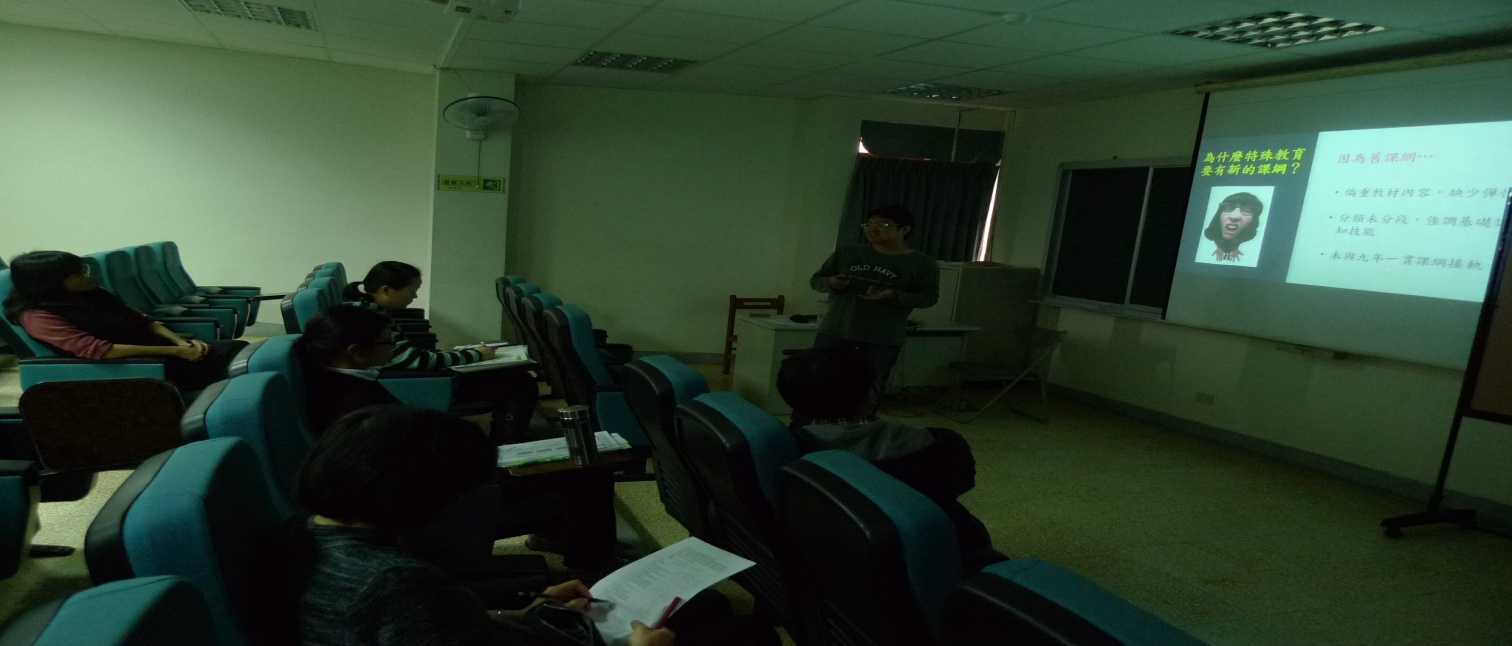 為什麼特殊教育
要有新的課綱？
因為舊課綱…
・偏重教材內容，缺少彈
・分類未分段，強調基礎
知技能
・未與九年一貫課綱接軌
OLD NAVY